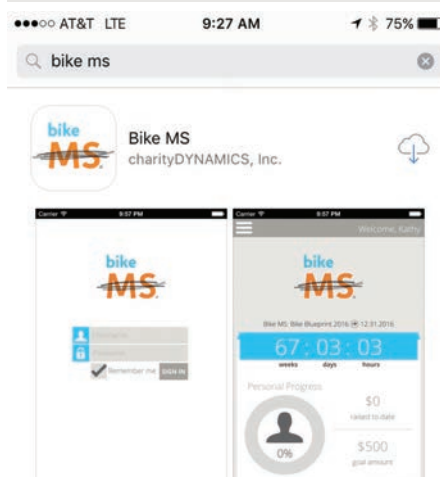 AT&T LTE 9:27 AM 75%
bike ms
bike
MS
Bike MS
charityDYNAMICS, Inc.
Carrier 9:57 PM
bike
MS
Remember me SIGN IN
Carrier 9:57 PM
Welcome, Kathy
bike
MS
Bike MS: Bike Blueprint 2016 12.31.2016
67:03:03
weeks days hours
Personal Progress
$0
raised to date
0%
$500
goal amount